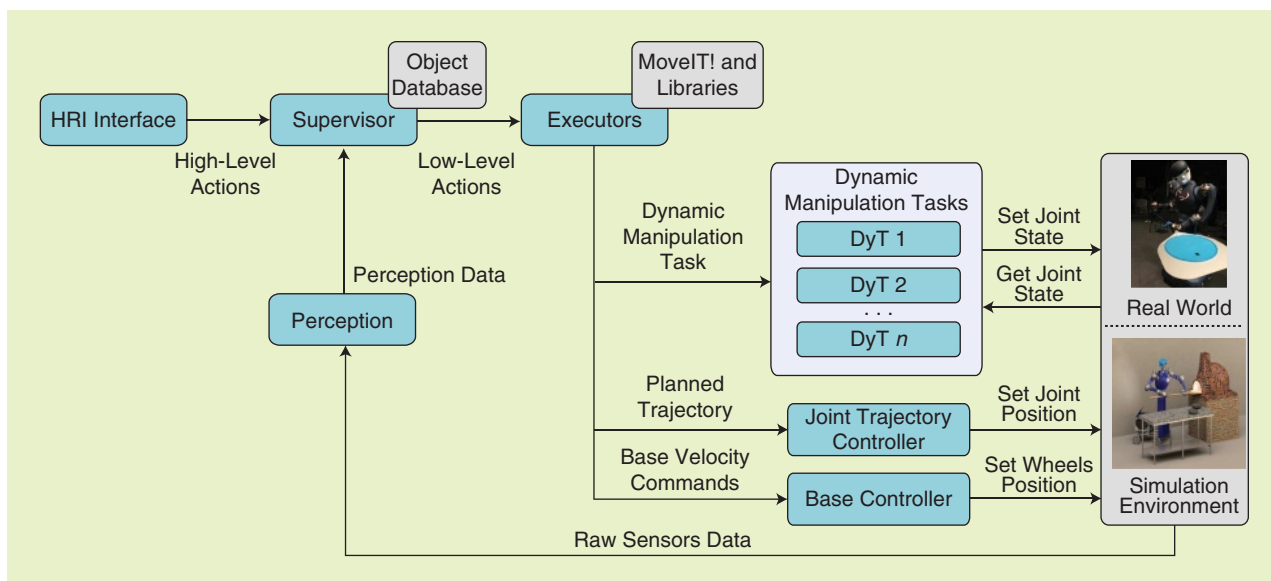 Object
Database
MoveIT! and
Libraries
HRI Interface
Supervisor
Executors
High-Level
Actions
Low-Level
Actions
Dynamic
Manipulation
Task
Dynamic
Manipulation Tasks
DyT 1
DyT 2
. . .
DyT n
Set Joint
State
Get Joint
State
Real World
Perception Data
Perception
Planned
Trajectory
Joint Trajectory
Controller
Set Joint
Position
Base Velocity
Commands
Base Controller
Set Wheels
Position
Simulation
Environment
Raw Sensors Data